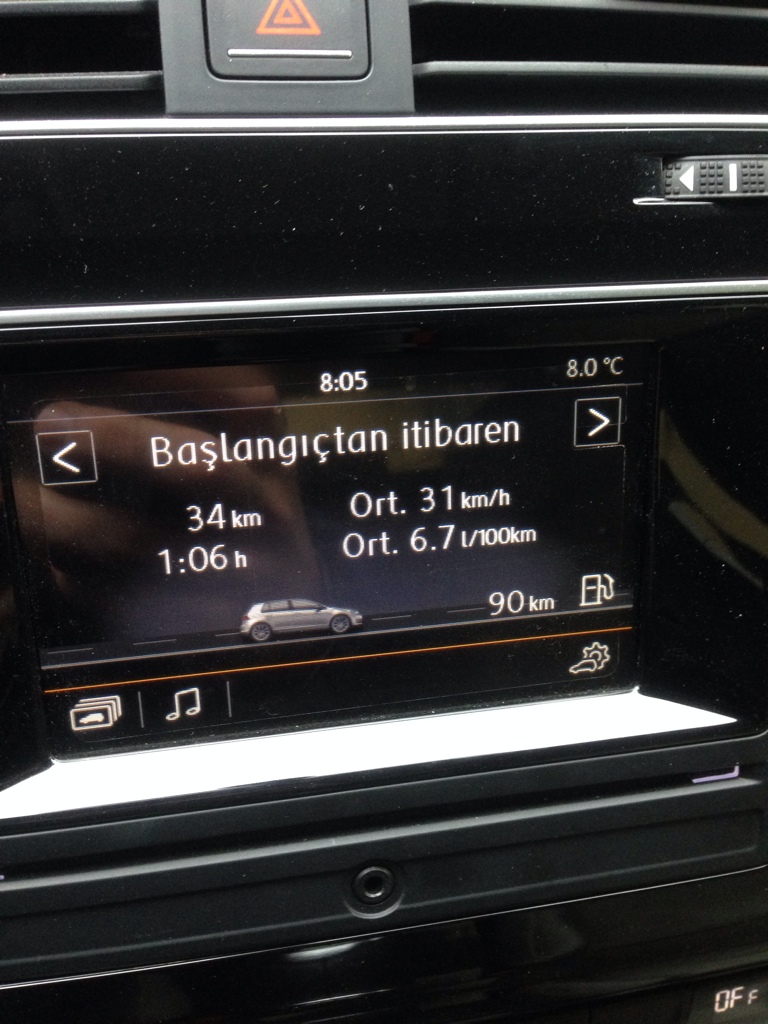 8:05
8.0 °C
Başlangıçtan itibaren
34 km
Ort. 31 km/h
1:06 h
Ort. 6.7 l/100km
90 km
OFF